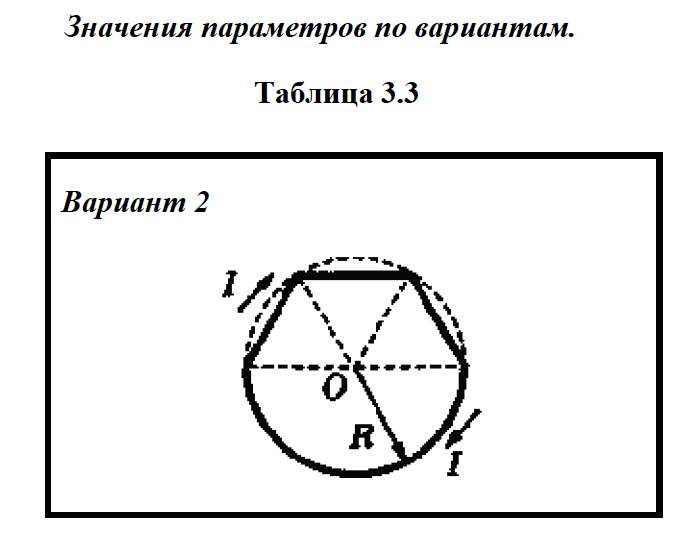 Значения параметров по вариантам.
Таблица 3.3
Вариант 2
I
O
R
I